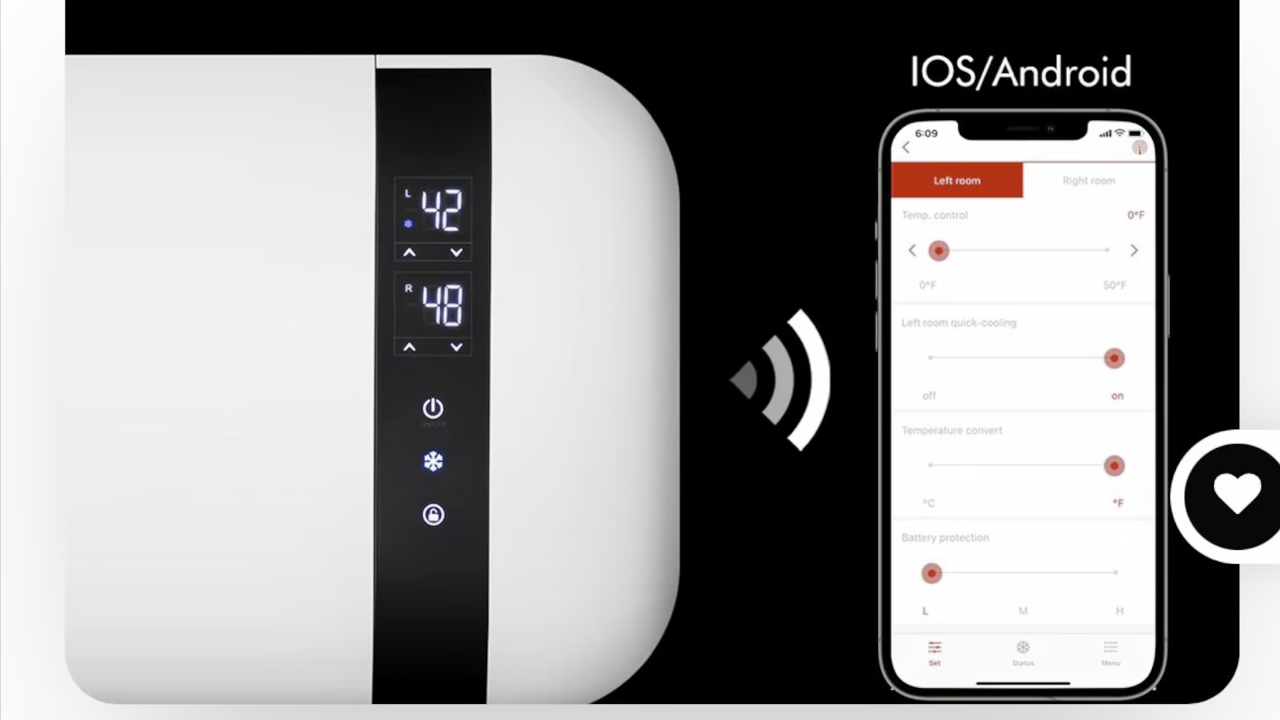 L
42
R
48
ON/OFF
IOS/Android
6:09
Left room
Right room
Temp. control
0°F
0°F
50°F
Left room quick-cooling
off
on
Temperature convert
°C
°F
Battery protection
L
M
H
Set
Status
Menu